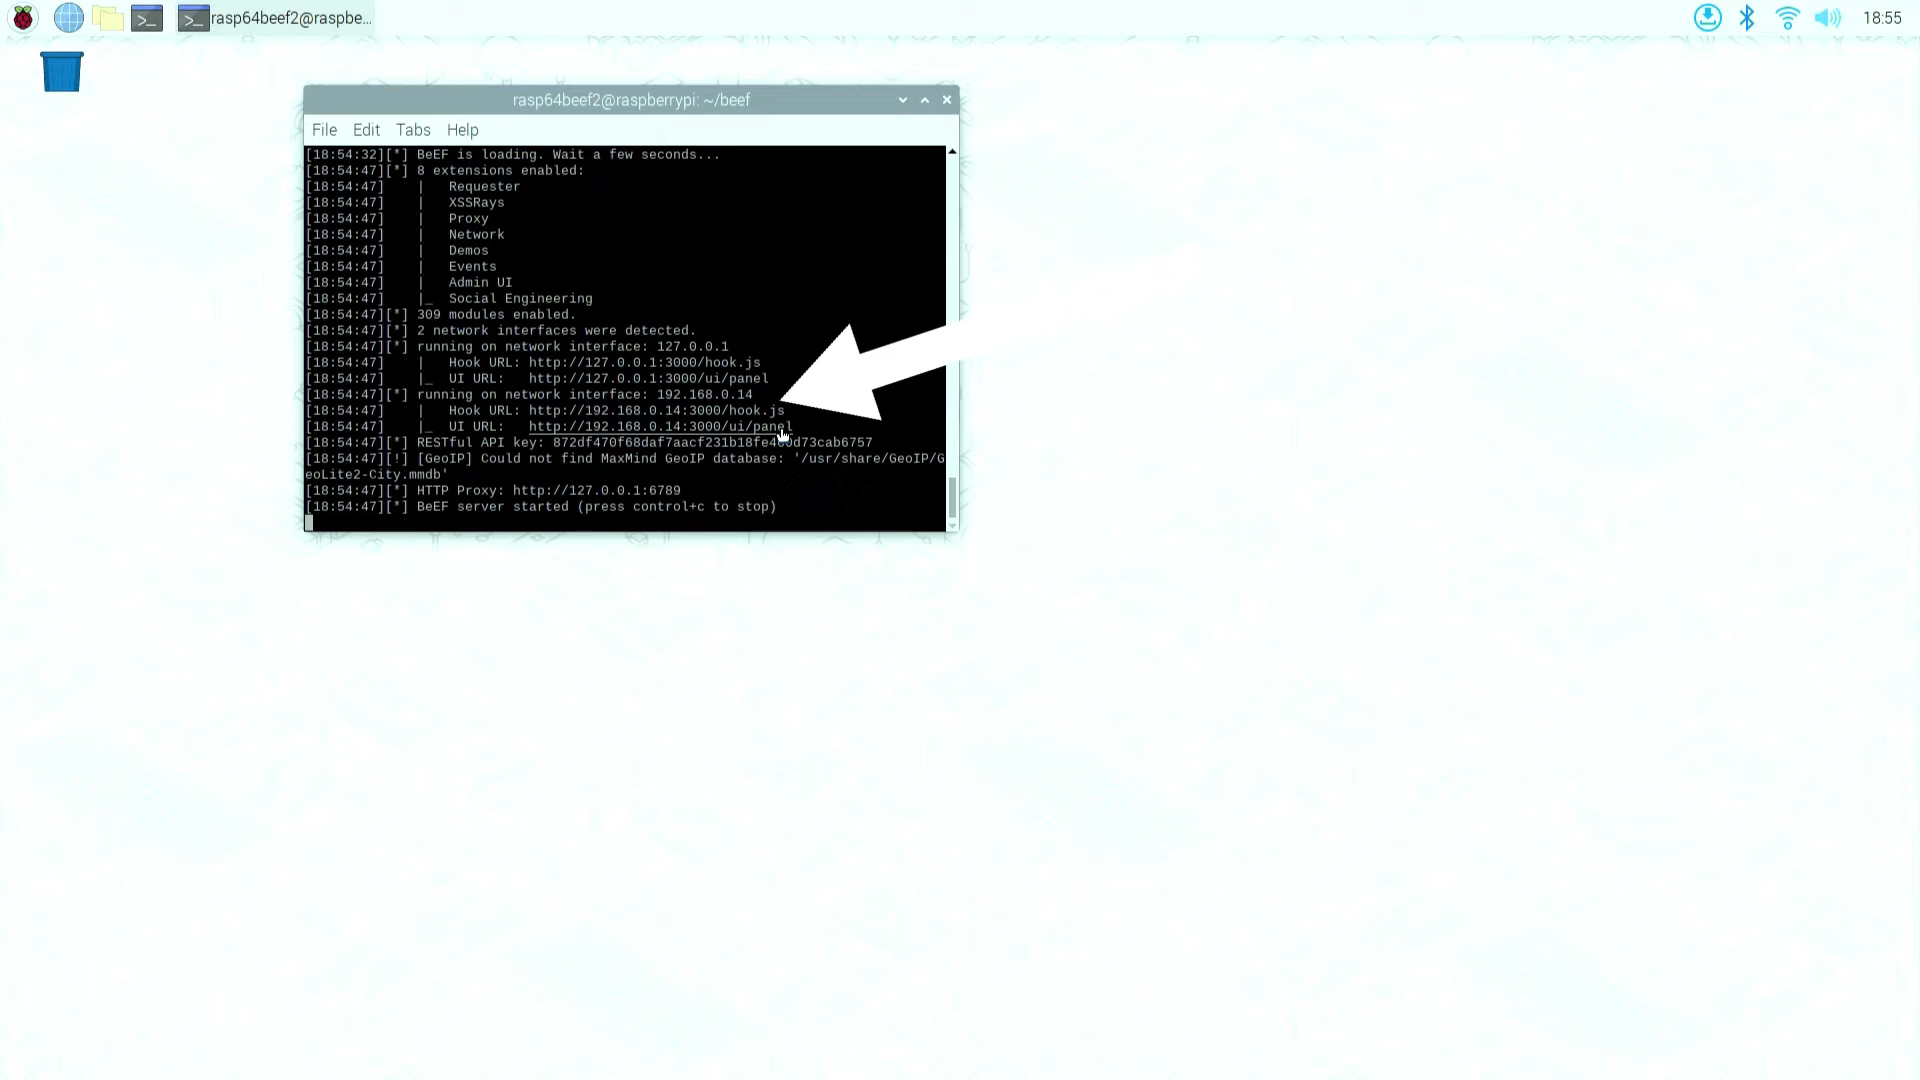 rasp64beef2@raspbe...
18:55
rasp64beef2@raspberrypi: ~/beef
File Edit Tabs Help
[18:54:32][*] BeEF is loading. Wait a few seconds...
[18:54:47][*] 8 extensions enabled:
[18:54:47]    |   Requester
[18:54:47]    |   XSSRays
[18:54:47]    |   Proxy
[18:54:47]    |   Network
[18:54:47]    |   Demos
[18:54:47]    |   Events
[18:54:47]    |   Admin UI
[18:54:47]    |_  Social Engineering
[18:54:47][*] 309 modules enabled.
[18:54:47][*] 2 network interfaces were detected.
[18:54:47][*] running on network interface: 127.0.0.1
[18:54:47]    |   Hook URL: http://127.0.0.1:3000/hook.js
[18:54:47]    |_  UI URL:   http://127.0.0.1:3000/ui/panel
[18:54:47][*] running on network interface: 192.168.0.14
[18:54:47]    |   Hook URL: http://192.168.0.14:3000/hook.js
[18:54:47]    |_  UI URL:   http://192.168.0.14:3000/ui/panel
[18:54:47][*] RESTful API key:
[18:54:47][!] [GeoIP] Could not find MaxMind GeoIP database: '/usr/share/GeoIP/G
eoLite2-City.mmdb'
[18:54:47][*] HTTP Proxy: http://127.0.0.1:6789
[18:54:47][*] BeEF server started (press control+c to stop)